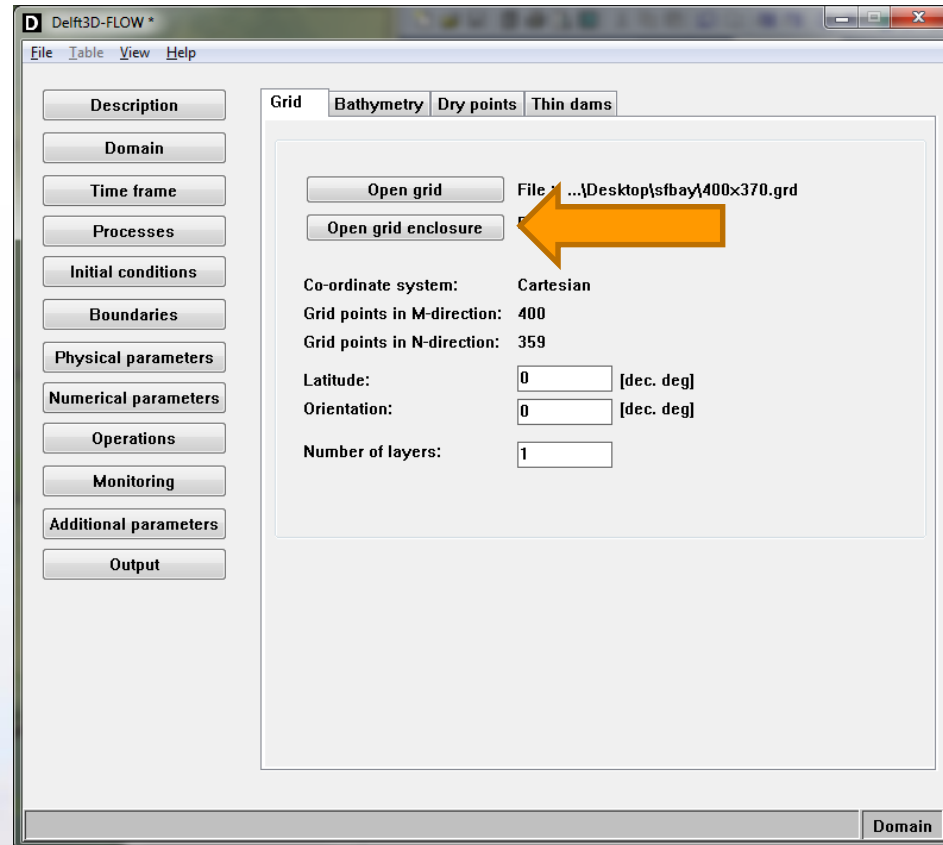 D Delft3D-FLOW *
File Table View Help
Description
Domain
Time frame
Processes
Initial conditions
Boundaries
Physical parameters
Numerical parameters
Operations
Monitoring
Additional parameters
Output
Grid Bathymetry Dry points Thin dams
Open grid File : ...\Desktop\sfbay\400x370.grd
Open grid enclosure
Co-ordinate system: Cartesian
Grid points in M-direction: 400
Grid points in N-direction: 359
Latitude: 0 [dec. deg]
Orientation: 0 [dec. deg]
Number of layers: 1
Domain